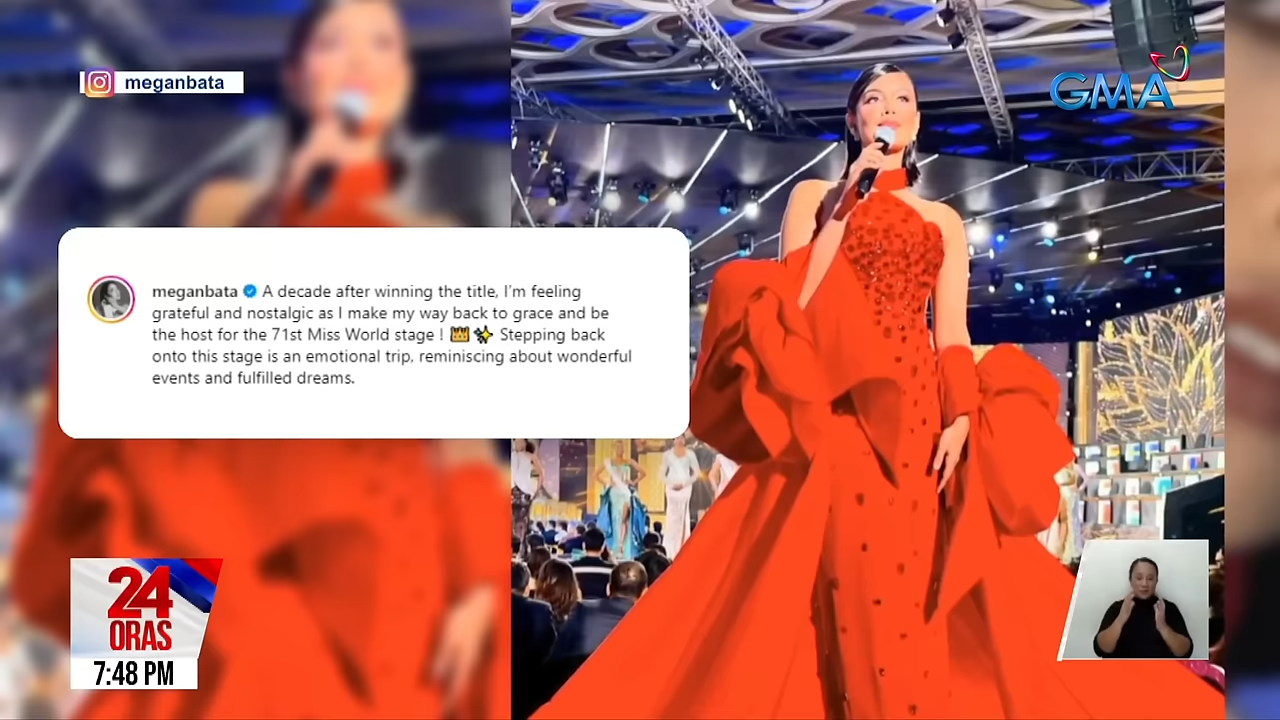 meganbata
GMA
meganbata A decade after winning the title, I'm feeling
grateful and nostalgic as I make my way back to grace and be
the host for the 71st Miss World stage ! 👑✨ Stepping back
onto this stage is an emotional trip, reminiscing about wonderful
events and fulfilled dreams.
24
ORAS
7:48 PM